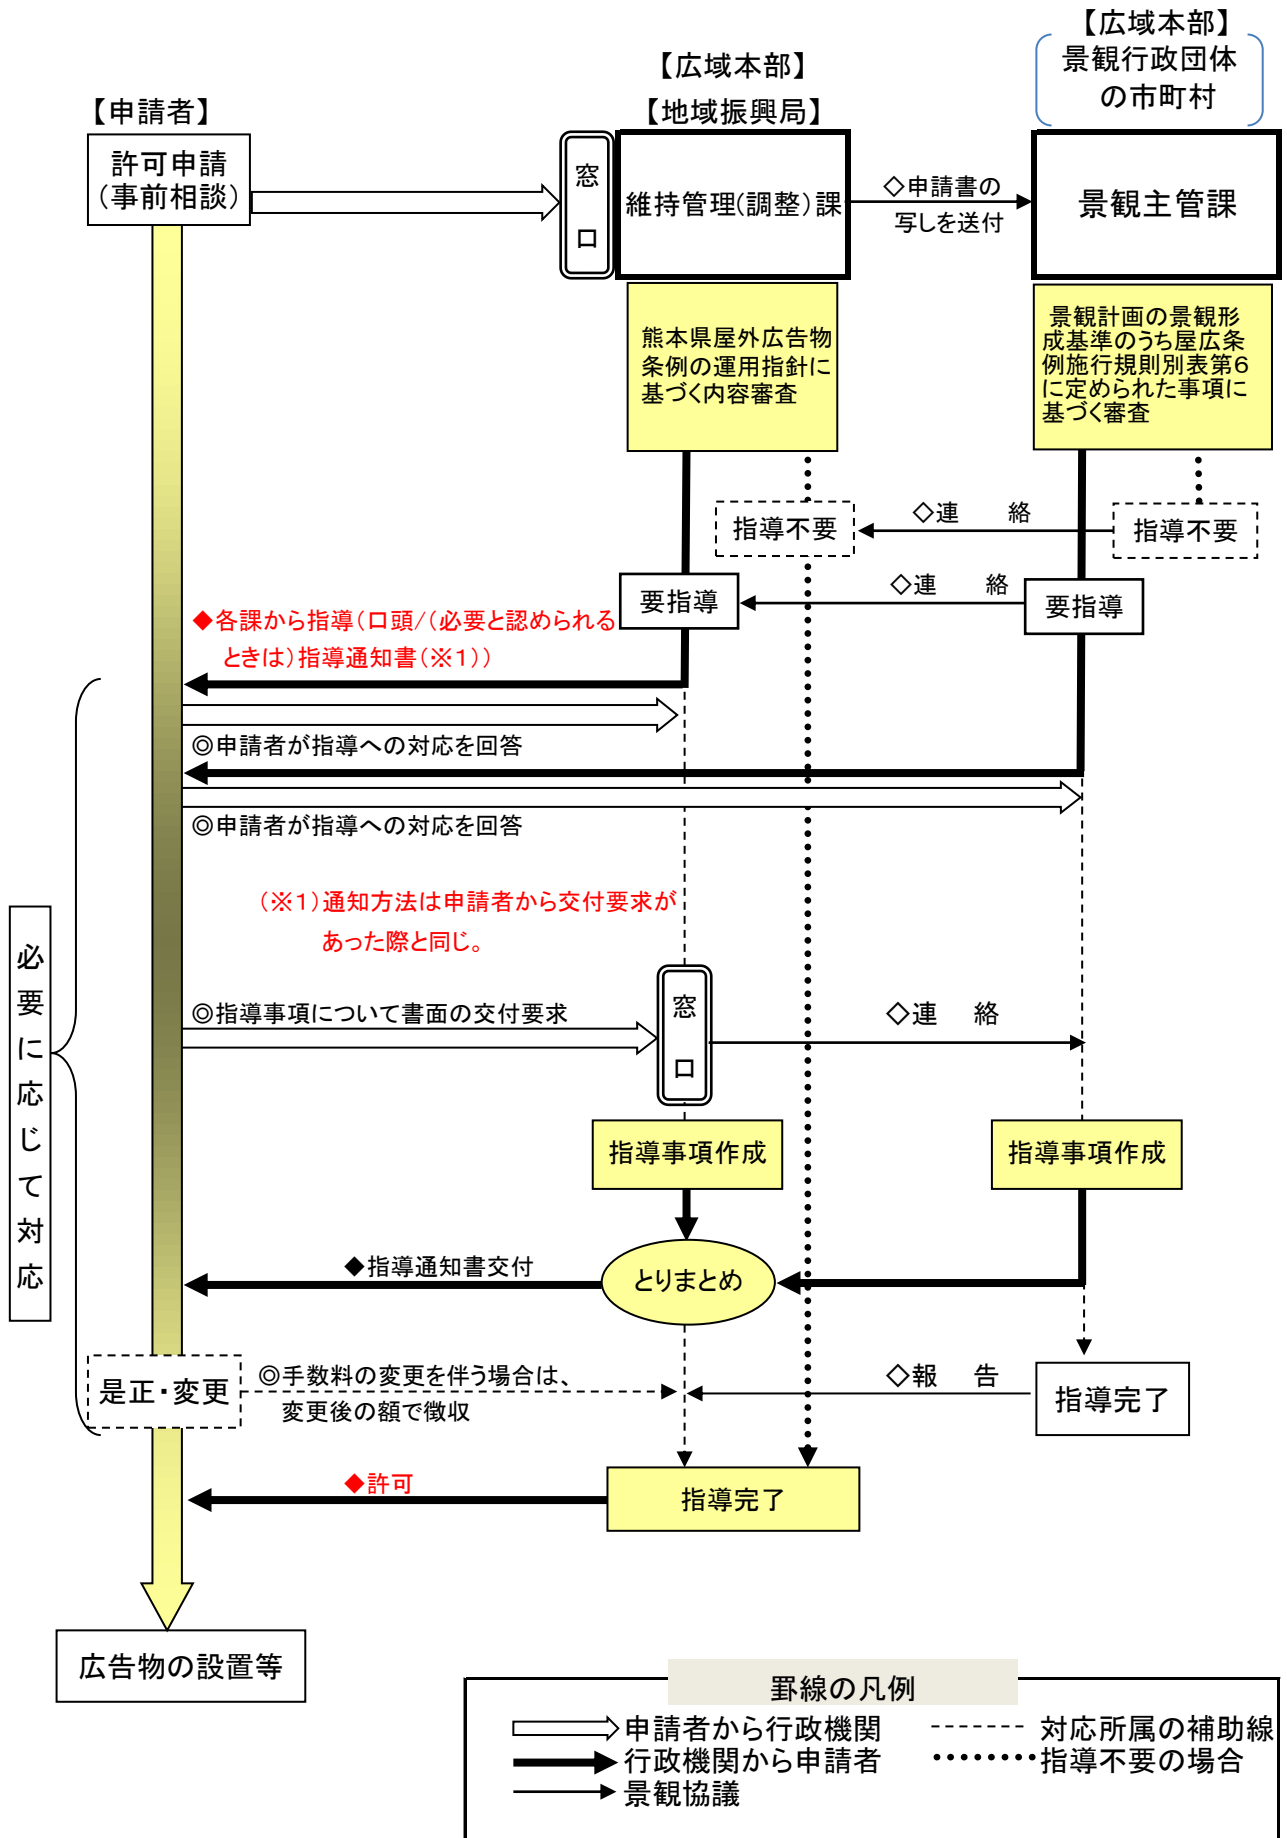 【広域本部】
景観行政団体
の市町村
【広域本部】
【地域振興局】
【申請者】
許可申請
(事前相談)
窓口
維持管理(調整)課
◇申請書の
写しを送付
景観主管課
熊本県屋外広告物
条例の運用指針に
基づく内容審査
景観計画の景観形
成基準のうち屋広条
例施行規則別表第6
に定められた事項に
基づく審査
指導不要
◇連　絡
指導不要
要指導
◇連　絡
要指導
◆各課から指導(口頭/(必要と認められる
ときは)指導通知書(※1))
◎申請者が指導への対応を回答
◎申請者が指導への対応を回答
(※1)通知方法は申請者から交付要求が
あった際と同じ。
必要に応じて対応
◎指導事項について書面の交付要求
窓口
◇連　絡
指導事項作成
指導事項作成
◆指導通知書交付
とりまとめ
是正・変更
◎手数料の変更を伴う場合は、
変更後の額で徴収
◇報　告
指導完了
◆許可
指導完了
広告物の設置等
罫線の凡例
申請者から行政機関
対応所属の補助線
行政機関から申請者
指導不要の場合
景観協議